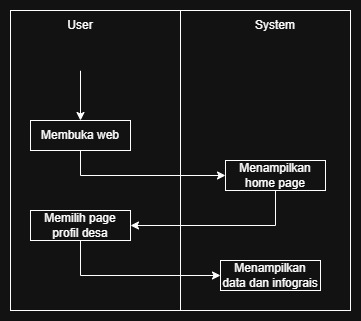 User
System
Membuka web
Menampilkan
home page
Memilih page
profil desa
Menampilkan
data dan infograis